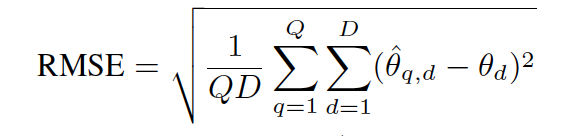 RMSE = \sqrt{\frac{1}{QD} \sum_{q=1}^{Q} \sum_{d=1}^{D} (\hat{\theta}_{q,d} - \theta_d)^2}